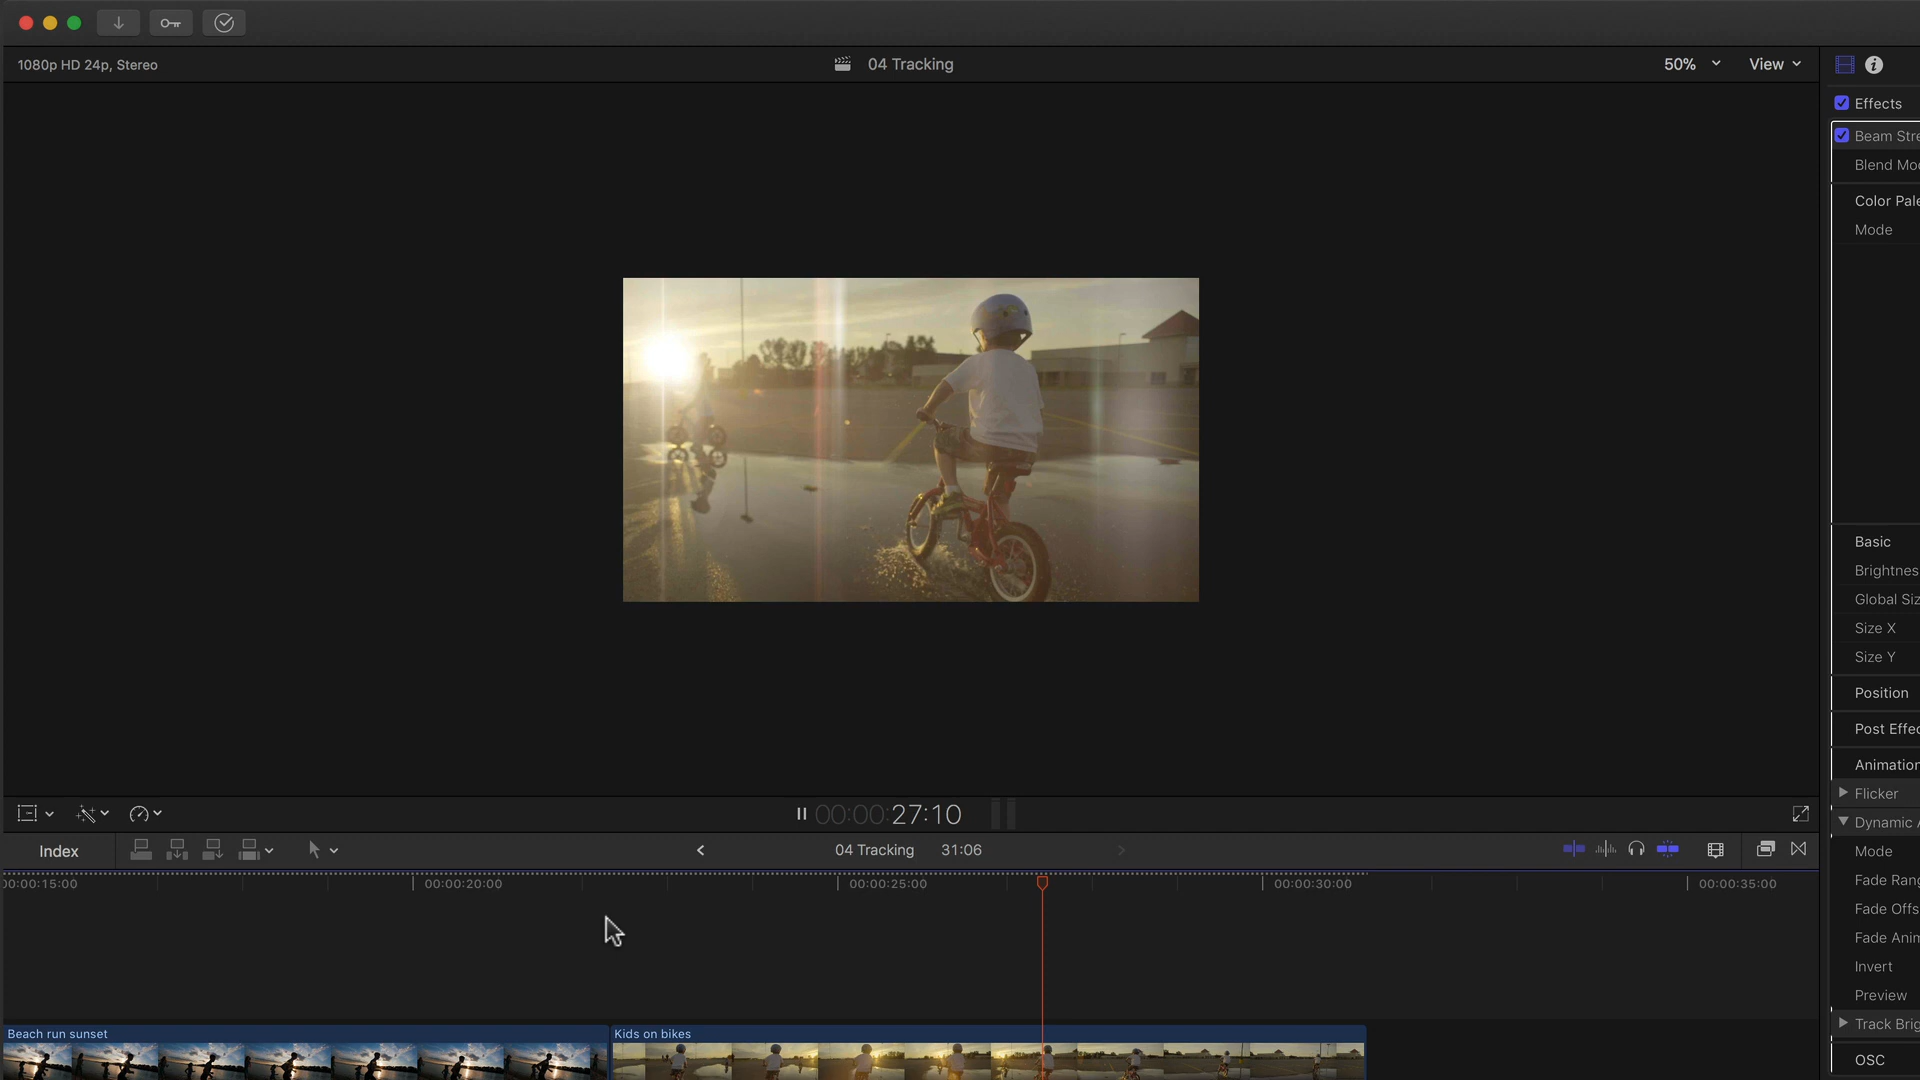 1080p HD 24p, Stereo
04 Tracking
50%
View
Effects
Beam Stre
Blend Mo
Color Pale
Mode
Basic
Brightnes
Global Siz
Size X
Size Y
Position
Post Effec
Animation
Flicker
Dynamic A
Mode
Fade Rang
Fade Offs
Fade Anim
Invert
Preview
Track Brig
OSC
00:00:27:10
Index
04 Tracking
31:06
00:00:15:00
00:00:20:00
00:00:25:00
00:00:30:00
00:00:35:00
Beach run sunset
Kids on bikes